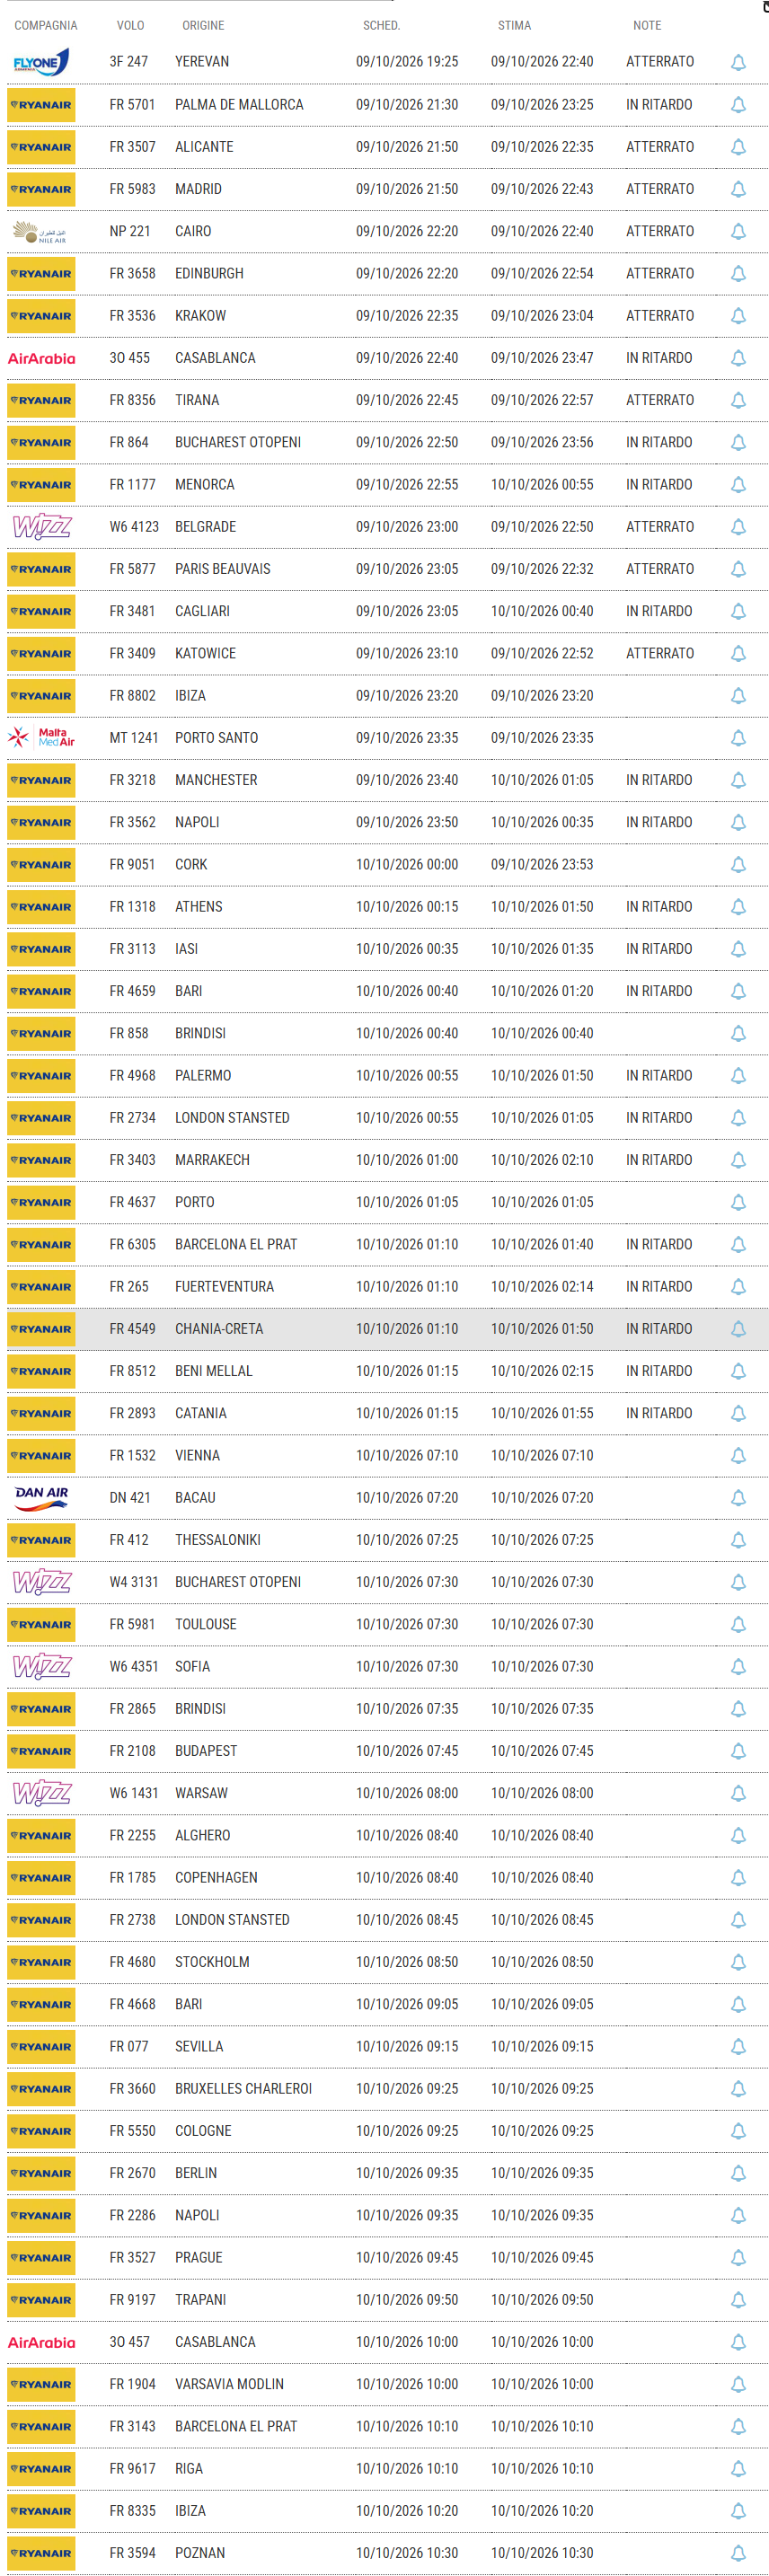 COMPAGNIA VOLO ORIGINE SCHED. STIMA NOTE
FLYONE ARMENIA 3F 247 YEREVAN 09/10/2026 19:25 09/10/2026 22:40 ATTERRATO
RYANAIR FR 5701 PALMA DE MALLORCA 09/10/2026 21:30 09/10/2026 23:25 IN RITARDO
RYANAIR FR 3507 ALICANTE 09/10/2026 21:50 09/10/2026 22:35 ATTERRATO
RYANAIR FR 5983 MADRID 09/10/2026 21:50 09/10/2026 22:43 ATTERRATO
النيل للطيران NILE AIR NP 221 CAIRO 09/10/2026 22:20 09/10/2026 22:40 ATTERRATO
RYANAIR FR 3658 EDINBURGH 09/10/2026 22:20 09/10/2026 22:54 ATTERRATO
RYANAIR FR 3536 KRAKOW 09/10/2026 22:35 09/10/2026 23:04 ATTERRATO
AirArabia 3O 455 CASABLANCA 09/10/2026 22:40 09/10/2026 23:47 IN RITARDO
RYANAIR FR 8356 TIRANA 09/10/2026 22:45 09/10/2026 22:57 ATTERRATO
RYANAIR FR 864 BUCHAREST OTOPENI 09/10/2026 22:50 09/10/2026 23:56 IN RITARDO
RYANAIR FR 1177 MENORCA 09/10/2026 22:55 10/10/2026 00:55 IN RITARDO
WIZZ W6 4123 BELGRADE 09/10/2026 23:00 09/10/2026 22:50 ATTERRATO
RYANAIR FR 5877 PARIS BEAUVAIS 09/10/2026 23:05 09/10/2026 22:32 ATTERRATO
RYANAIR FR 3481 CAGLIARI 09/10/2026 23:05 10/10/2026 00:40 IN RITARDO
RYANAIR FR 3409 KATOWICE 09/10/2026 23:10 09/10/2026 22:52 ATTERRATO
RYANAIR FR 8802 IBIZA 09/10/2026 23:20 09/10/2026 23:20
Malta MedAir MT 1241 PORTO SANTO 09/10/2026 23:35 09/10/2026 23:35
RYANAIR FR 3218 MANCHESTER 09/10/2026 23:40 10/10/2026 01:05 IN RITARDO
RYANAIR FR 3562 NAPOLI 09/10/2026 23:50 10/10/2026 00:35 IN RITARDO
RYANAIR FR 9051 CORK 10/10/2026 00:00 09/10/2026 23:53
RYANAIR FR 1318 ATHENS 10/10/2026 00:15 10/10/2026 01:50 IN RITARDO
RYANAIR FR 3113 IASI 10/10/2026 00:35 10/10/2026 01:35 IN RITARDO
RYANAIR FR 4659 BARI 10/10/2026 00:40 10/10/2026 01:20 IN RITARDO
RYANAIR FR 858 BRINDISI 10/10/2026 00:40 10/10/2026 00:40
RYANAIR FR 4968 PALERMO 10/10/2026 00:55 10/10/2026 01:50 IN RITARDO
RYANAIR FR 2734 LONDON STANSTED 10/10/2026 00:55 10/10/2026 01:05 IN RITARDO
RYANAIR FR 3403 MARRAKECH 10/10/2026 01:00 10/10/2026 02:10 IN RITARDO
RYANAIR FR 4637 PORTO 10/10/2026 01:05 10/10/2026 01:05
RYANAIR FR 6305 BARCELONA EL PRAT 10/10/2026 01:10 10/10/2026 01:40 IN RITARDO
RYANAIR FR 265 FUERTEVENTURA 10/10/2026 01:10 10/10/2026 02:14 IN RITARDO
RYANAIR FR 4549 CHANIA-CRETA 10/10/2026 01:10 10/10/2026 01:50 IN RITARDO
RYANAIR FR 8512 BENI MELLAL 10/10/2026 01:15 10/10/2026 02:15 IN RITARDO
RYANAIR FR 2893 CATANIA 10/10/2026 01:15 10/10/2026 01:55 IN RITARDO
RYANAIR FR 1532 VIENNA 10/10/2026 07:10 10/10/2026 07:10
DAN AIR DN 421 BACAU 10/10/2026 07:20 10/10/2026 07:20
RYANAIR FR 412 THESSALONIKI 10/10/2026 07:25 10/10/2026 07:25
WIZZ W4 3131 BUCHAREST OTOPENI 10/10/2026 07:30 10/10/2026 07:30
RYANAIR FR 5981 TOULOUSE 10/10/2026 07:30 10/10/2026 07:30
WIZZ W6 4351 SOFIA 10/10/2026 07:30 10/10/2026 07:30
RYANAIR FR 2865 BRINDISI 10/10/2026 07:35 10/10/2026 07:35
RYANAIR FR 2108 BUDAPEST 10/10/2026 07:45 10/10/2026 07:45
WIZZ W6 1431 WARSAW 10/10/2026 08:00 10/10/2026 08:00
RYANAIR FR 2255 ALGHERO 10/10/2026 08:40 10/10/2026 08:40
RYANAIR FR 1785 COPENHAGEN 10/10/2026 08:40 10/10/2026 08:40
RYANAIR FR 2738 LONDON STANSTED 10/10/2026 08:45 10/10/2026 08:45
RYANAIR FR 4680 STOCKHOLM 10/10/2026 08:50 10/10/2026 08:50
RYANAIR FR 4668 BARI 10/10/2026 09:05 10/10/2026 09:05
RYANAIR FR 077 SEVILLA 10/10/2026 09:15 10/10/2026 09:15
RYANAIR FR 3660 BRUXELLES CHARLEROI 10/10/2026 09:25 10/10/2026 09:25
RYANAIR FR 5550 COLOGNE 10/10/2026 09:25 10/10/2026 09:25
RYANAIR FR 2670 BERLIN 10/10/2026 09:35 10/10/2026 09:35
RYANAIR FR 2286 NAPOLI 10/10/2026 09:35 10/10/2026 09:35
RYANAIR FR 3527 PRAGUE 10/10/2026 09:45 10/10/2026 09:45
RYANAIR FR 9197 TRAPANI 10/10/2026 09:50 10/10/2026 09:50
AirArabia 3O 457 CASABLANCA 10/10/2026 10:00 10/10/2026 10:00
RYANAIR FR 1904 VARSAVIA MODLIN 10/10/2026 10:00 10/10/2026 10:00
RYANAIR FR 3143 BARCELONA EL PRAT 10/10/2026 10:10 10/10/2026 10:10
RYANAIR FR 9617 RIGA 10/10/2026 10:10 10/10/2026 10:10
RYANAIR FR 8335 IBIZA 10/10/2026 10:20 10/10/2026 10:20
RYANAIR FR 3594 POZNAN 10/10/2026 10:30 10/10/2026 10:30